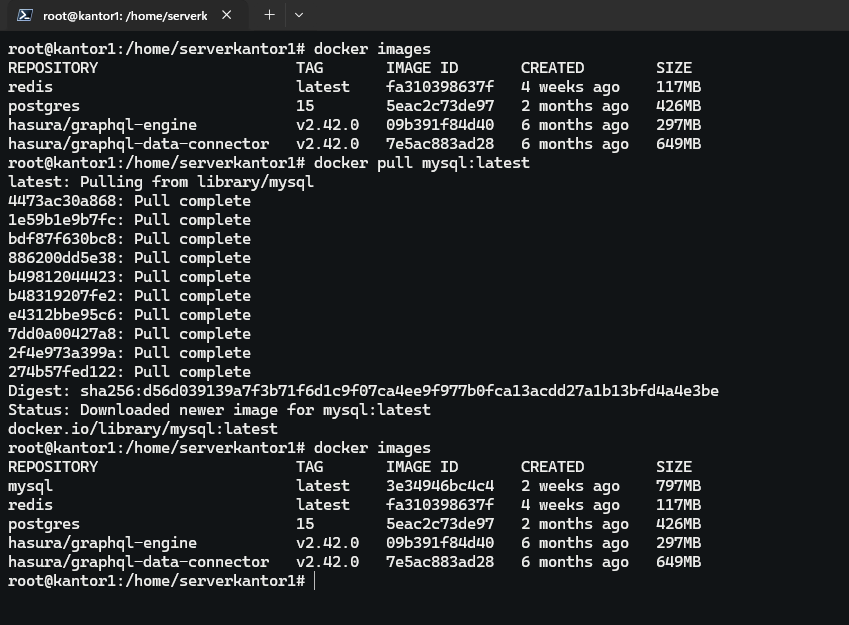 root@kantor1: /home/serverk
root@kantor1:/home/serverkantor1# docker images
REPOSITORY                      TAG       IMAGE ID       CREATED        SIZE
redis                           latest    fa310398637f   4 weeks ago    117MB
postgres                        15        5eac2c73de97   2 months ago   426MB
hasura/graphql-engine           v2.42.0   09b391f84d40   6 months ago   297MB
hasura/graphql-data-connector   v2.42.0   7e5ac883ad28   6 months ago   649MB
root@kantor1:/home/serverkantor1# docker pull mysql:latest
latest: Pulling from library/mysql
4473ac30a868: Pull complete
1e59b1e9b7fc: Pull complete
bdf87f630bc8: Pull complete
886200dd5e38: Pull complete
b49812044423: Pull complete
b48319207fe2: Pull complete
e4312bbe95c6: Pull complete
7dd0a00427a8: Pull complete
2f4e973a399a: Pull complete
274b57fed122: Pull complete
Digest: sha256:d56d039139a7f3b71f6d1c9f07ca4ee9f977b0fca13acdd27a1b13bfd4a4e3be
Status: Downloaded newer image for mysql:latest
docker.io/library/mysql:latest
root@kantor1:/home/serverkantor1# docker images
REPOSITORY                      TAG       IMAGE ID       CREATED        SIZE
mysql                           latest    3e34946bc4c4   2 weeks ago    797MB
redis                           latest    fa310398637f   4 weeks ago    117MB
postgres                        15        5eac2c73de97   2 months ago   426MB
hasura/graphql-engine           v2.42.0   09b391f84d40   6 months ago   297MB
hasura/graphql-data-connector   v2.42.0   7e5ac883ad28   6 months ago   649MB
root@kantor1:/home/serverkantor1#